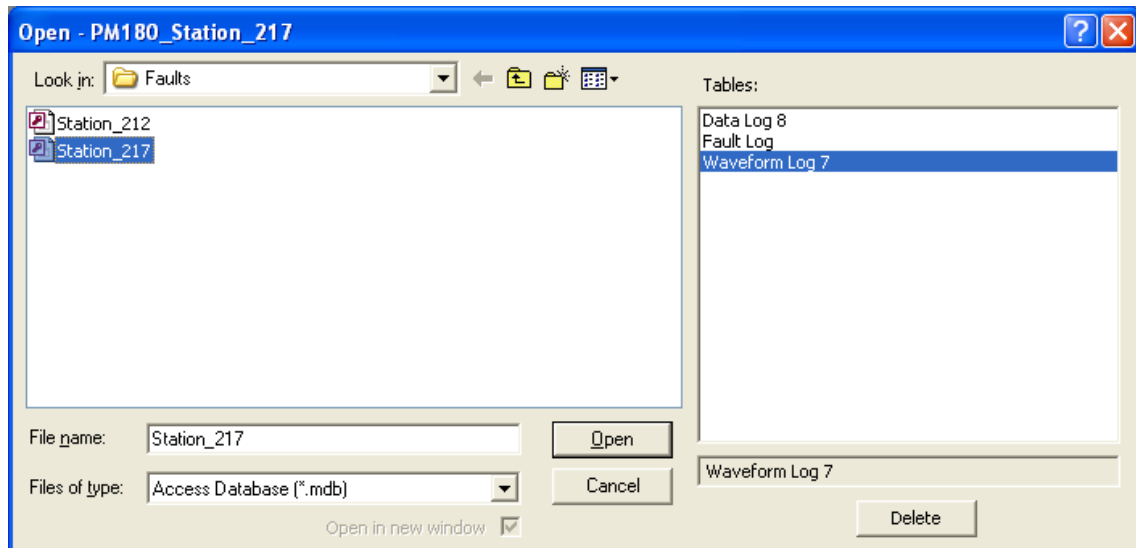 Open - PM180_Station_217
Look in: Faults
Tables:
Station_212
Station_217
Data Log 8
Fault Log
Waveform Log 7
File name: Station_217
Open
Files of type: Access Database (*.mdb)
Cancel
Waveform Log 7
Open in new window
Delete